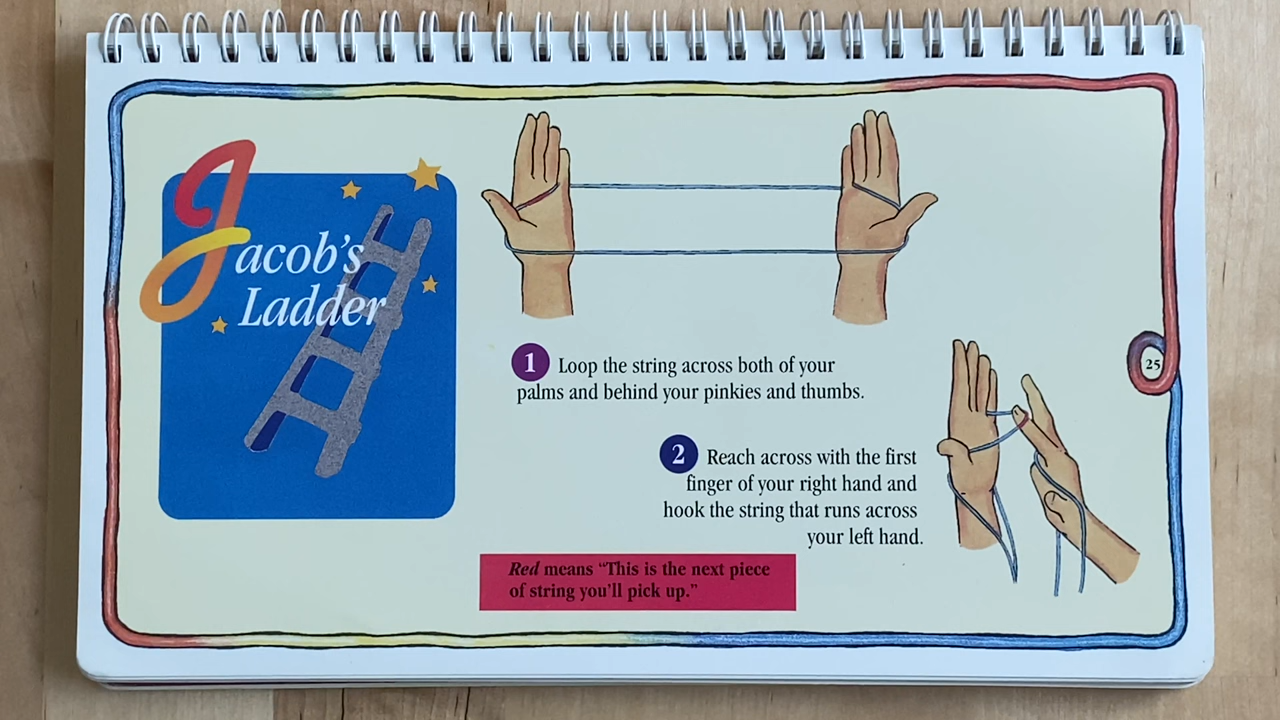 Jacob's
Ladder
1 Loop the string across both of your
palms and behind your pinkies and thumbs.
2 Reach across with the first
finger of your right hand and
hook the string that runs across
your left hand.
Red means “This is the next piece
of string you'll pick up.”
25